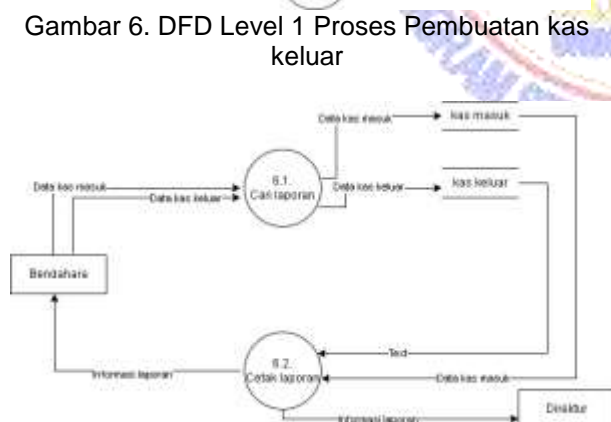 Gambar 6. DFD Level 1 Proses Pembuatan kas
keluar
Data kas masuk
kas masuk
6.1.
Cari laporan
Data kas keluar
kas keluar
Data kas masuk
Data kas keluar
Bendahara
Text
6.2.
Cetak laporan
Informasi laporan
Data kas masuk
Direktur
Informasi laporan